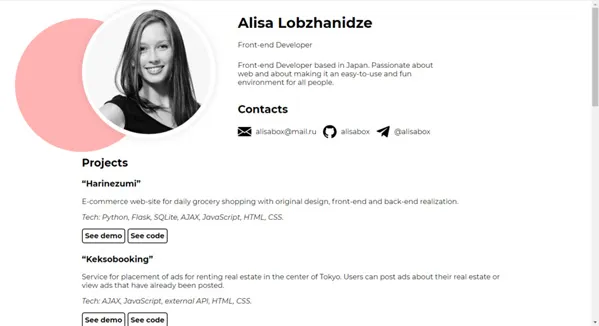 Alisa Lobzhanidze
Front-end Developer
Front-end Developer based in Japan. Passionate about
web and about making it an easy-to-use and fun
environment for all people.
Contacts
alisabox@mail.ru alisabox @alisabox
Projects
“Harinezumi”
E-commerce web-site for daily grocery shopping with original design, front-end and back-end realization.
Tech: Python, Flask, SQLite, AJAX, JavaScript, HTML, CSS.
See demo See code
“Keksobooking”
Service for placement of ads for renting real estate in the center of Tokyo. Users can post ads about their real estate or
view ads that have already been posted.
Tech: AJAX, JavaScript, external API, HTML, CSS.
See demo See code